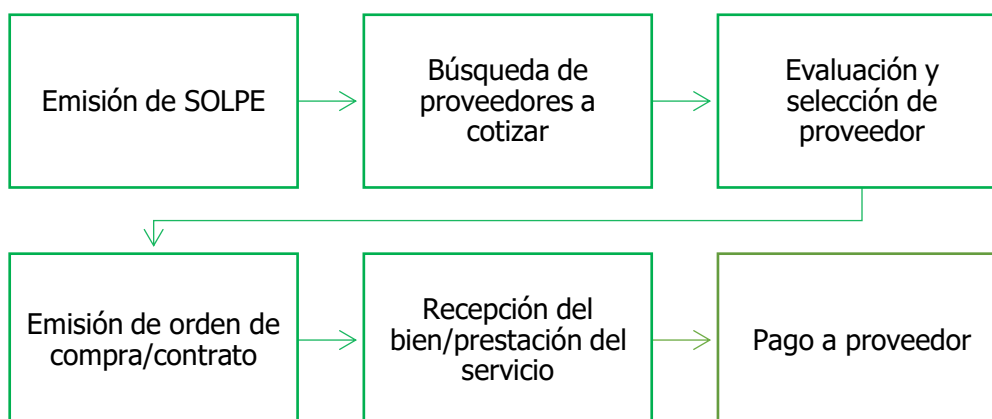 Emisión de SOLPE
Búsqueda de
proveedores a
cotizar
Evaluación y
selección de
proveedor
Emisión de orden de
compra/contrato
Recepción del
bien/prestación del
servicio
Pago a proveedor